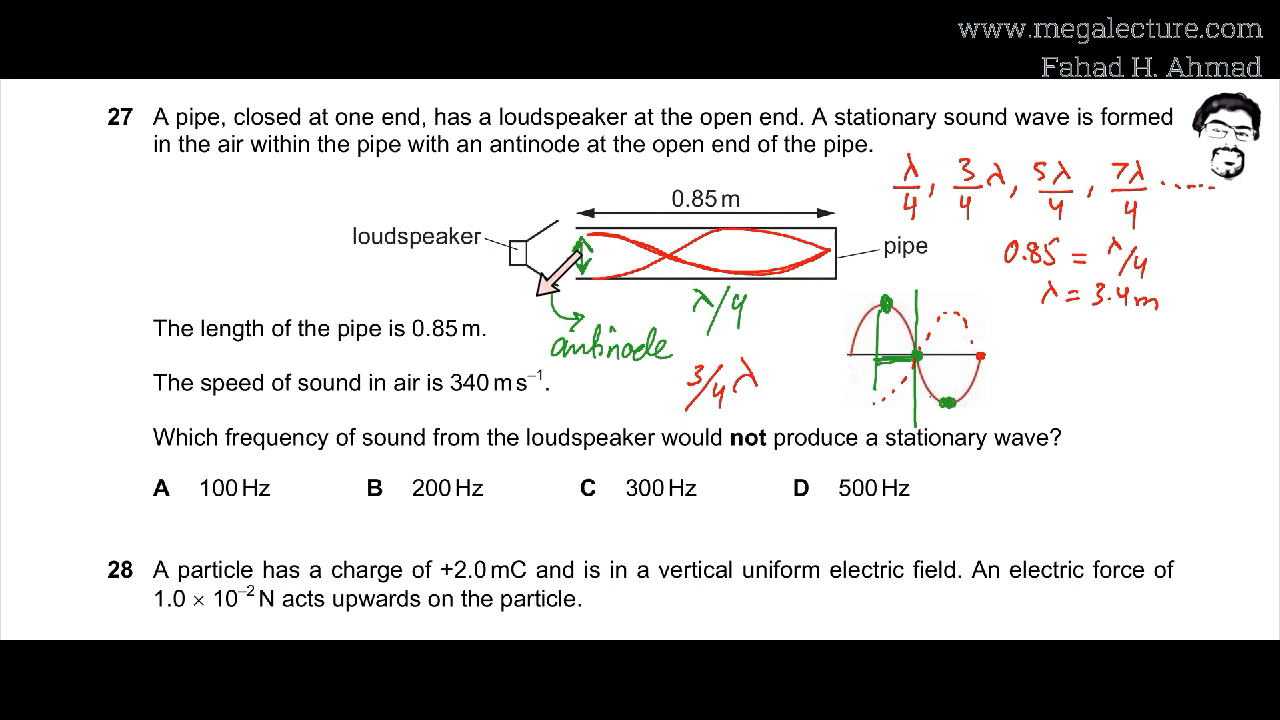 www.megalecture.com
Fahad H. Ahmad
27 A pipe, closed at one end, has a loudspeaker at the open end. A stationary sound wave is formed
in the air within the pipe with an antinode at the open end of the pipe.
λ/4, 3/4 λ, 5λ/4, 7λ/4 .....
0.85 m
loudspeaker
pipe
0.85 = λ/4
λ = 3.4m
λ/4
The length of the pipe is 0.85 m.
antinode
3/4 λ
The speed of sound in air is 340 m s⁻¹.
Which frequency of sound from the loudspeaker would not produce a stationary wave?
A 100 Hz B 200 Hz C 300 Hz D 500 Hz
28 A particle has a charge of +2.0 mC and is in a vertical uniform electric field. An electric force of
1.0 × 10⁻² N acts upwards on the particle.